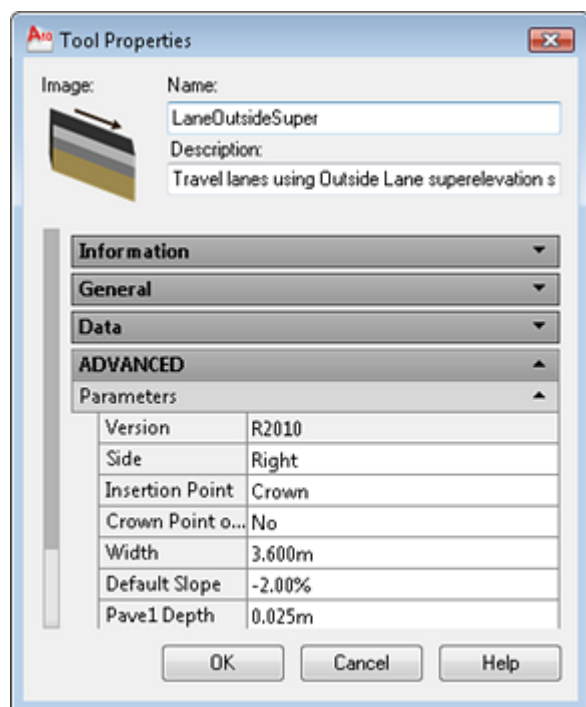 Tool Properties
Image:
Name:
LaneOutsideSuper
Description:
Travel lanes using Outside Lane superelevation s
Information
General
Data
ADVANCED
Parameters
Version R2010
Side Right
Insertion Point Crown
Crown Point o... No
Width 3.600m
Default Slope -2.00%
Pave1 Depth 0.025m
OK Cancel Help